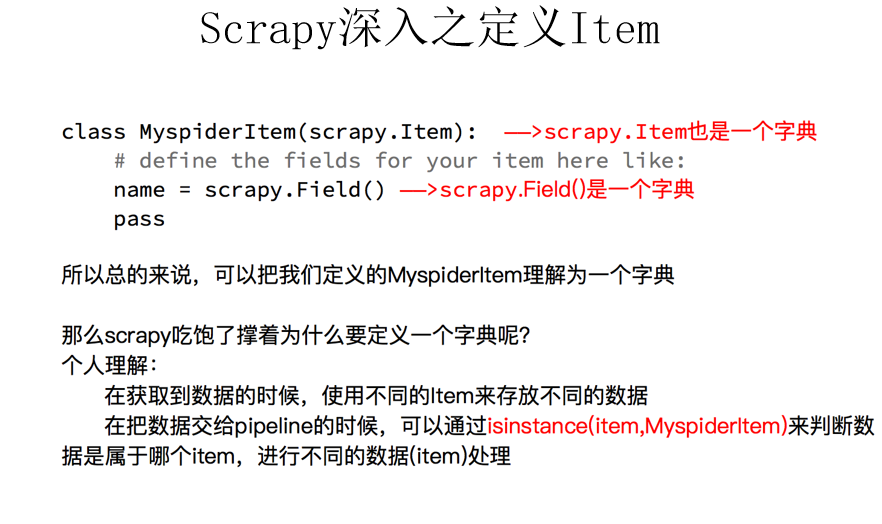 Scrapy深入之定义Item
class MyspiderItem(scrapy.Item):  ——>scrapy.Item也是一个字典
    # define the fields for your item here like:
    name = scrapy.Field() ——>scrapy.Field()是一个字典
    pass
所以总的来说，可以把我们定义的MyspiderItem理解为一个字典
那么scrapy吃饱了撑着为什么要定义一个字典呢？
个人理解：
在获取到数据的时候，使用不同的Item来存放不同的数据
在把数据交给pipeline的时候，可以通过isinstance(item,MyspiderItem)来判断数
据是属于哪个item，进行不同的数据(item)处理